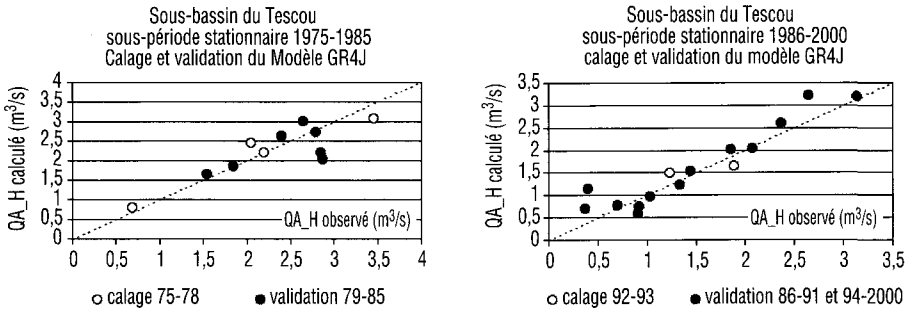 Sous-bassin du Tescou
sous-période stationnaire 1975-1985
Calage et validation du Modèle GR4J
QA_H calculé (m³/s)
4
3,5
3
2,5
2
1,5
1
0,5
0
QA_H observé (m³/s)
0 0,5 1 1,5 2 2,5 3 3,5 4
calage 75-78 validation 79-85
Sous-bassin du Tescou
sous-période stationnaire 1986-2000
calage et validation du modèle GR4J
QA_H calculé (m³/s)
3,5
3
2,5
2
1,5
1
0,5
0
QA_H observé (m³/s)
0 0,5 1 1,5 2 2,5 3 3,5
calage 92-93 validation 86-91 et 94-2000